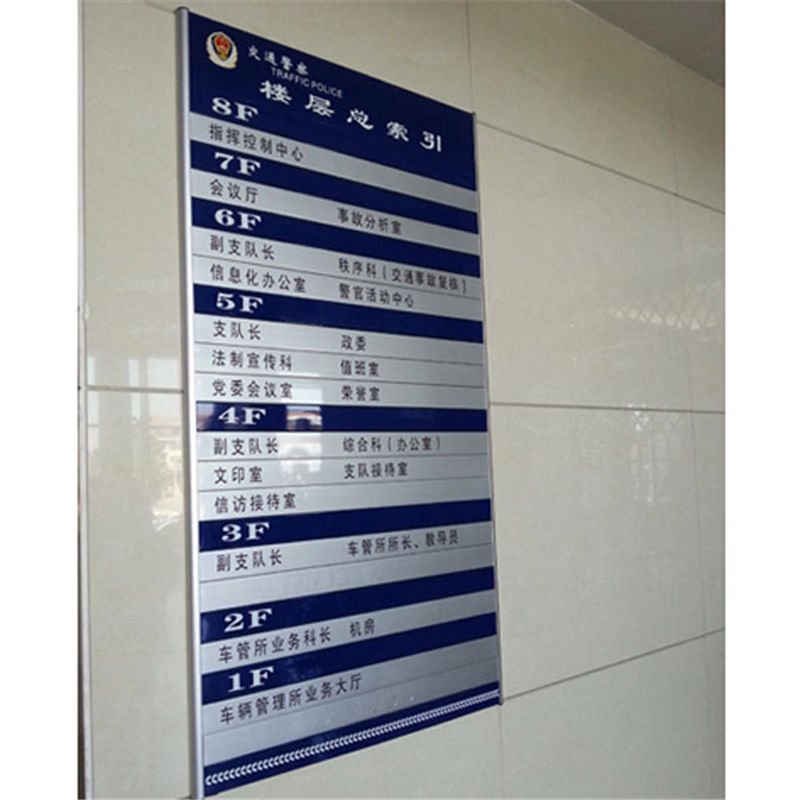 交通警察
TRAFFIC POLICE
楼层总索引
8F
指挥控制中心
7F
会议厅 事故分析室
6F
副支队长 秩序科(交通事故复核)
信息化办公室 警官活动中心
5F
支队长 政委
法制宣传科 值班室
党委会议室 荣誉室
4F
副支队长 综合科(办公室)
文印室 支队接待室
信访接待室
3F
副支队长 车管所所长、教导员
2F
车管所业务科长 机房
1F
车辆管理所业务大厅